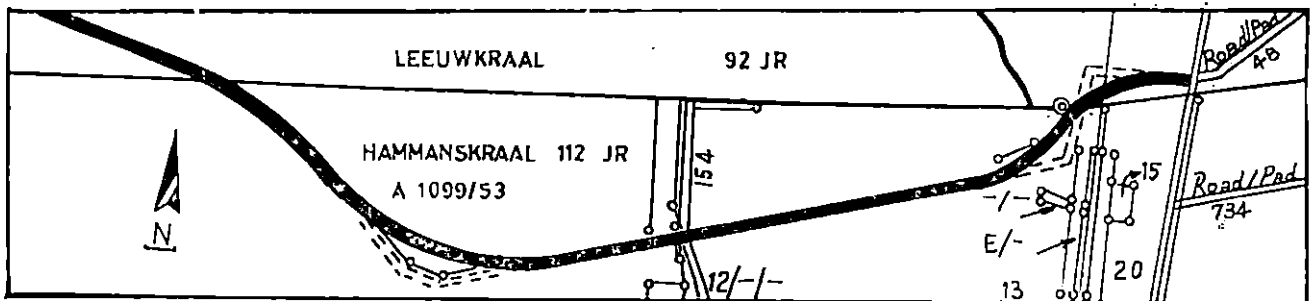 LEEUWKRAAL 92 JR
Road/Pad
48
HAMMANSKRAAL 112 JR
A 1099/53
154
15
-/-
Road/Pad
734
E/-
N
12/-/-
13
20